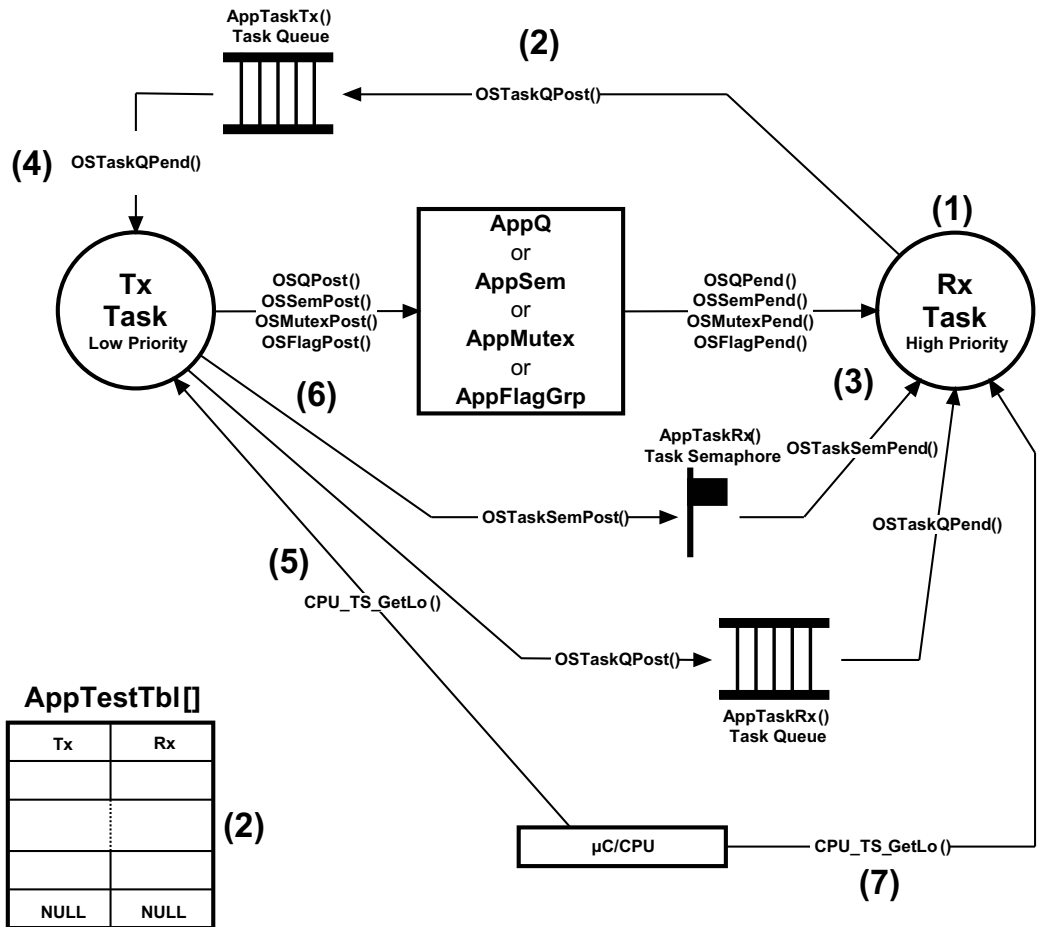 AppTaskTx()
Task Queue
(2)
OSTaskQPost()
(4)
OSTaskQPend()
(1)
Tx
Task
Low Priority
OSQPost()
OSSemPost()
OSMutexPost()
OSFlagPost()
AppQ
or
AppSem
or
AppMutex
or
AppFlagGrp
OSQPend()
OSSemPend()
OSMutexPend()
OSFlagPend()
Rx
Task
High Priority
(6)
(3)
AppTaskRx()
Task Semaphore
OSTaskSemPend()
OSTaskSemPost()
OSTaskQPend()
(5)
CPU_TS_GetLo()
OSTaskQPost()
AppTaskRx()
Task Queue
AppTestTbl[]
Tx Rx
(2)
NULL NULL
µC/CPU
CPU_TS_GetLo()
(7)